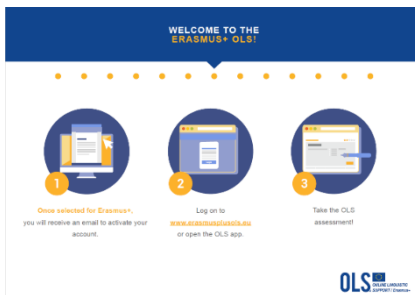 WELCOME TO THE
ERASMUS+ OLS!
1
Once selected for Erasmus+,
you will receive an email to activate your
account.
2
Log on to
www.erasmusplusols.eu
or open the OLS app.
3
Take the OLS
assessment!
OLS
ONLINE LINGUISTIC
SUPPORT / Erasmus+